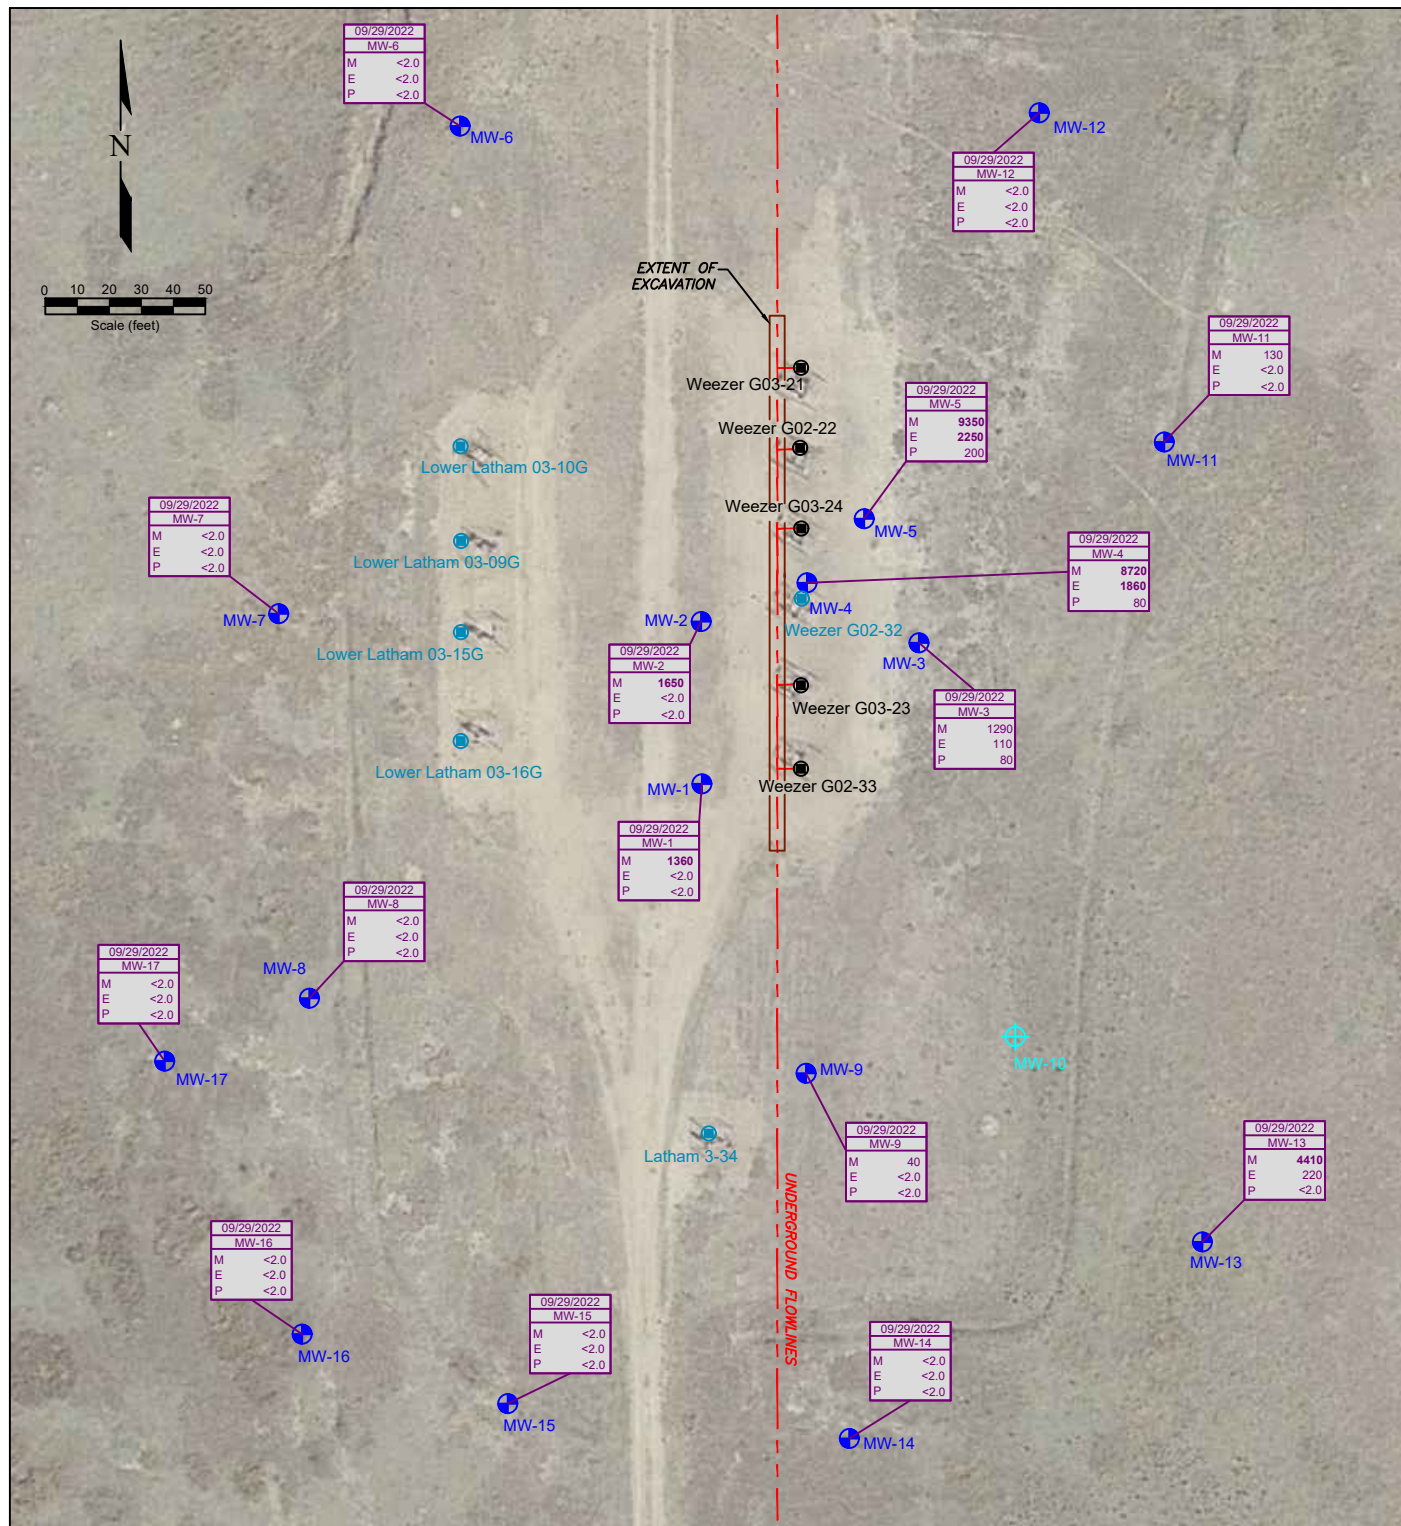 09/29/2022
MW-6
M <2.0
E <2.0
P <2.0
MW-6
N
0 10 20 30 40 50
Scale (feet)
MW-12
09/29/2022
MW-12
M <2.0
E <2.0
P <2.0
EXTENT OF
EXCAVATION
09/29/2022
MW-11
M 130
E <2.0
P <2.0
MW-11
Weezer G03-21
09/29/2022
MW-5
M 9350
E 2250
P 200
MW-5
Weezer G02-22
Lower Latham 03-10G
Weezer G03-24
09/29/2022
MW-7
M <2.0
E <2.0
P <2.0
MW-7
Lower Latham 03-09G
09/29/2022
MW-4
M 8720
E 1860
P 80
MW-4
Weezer G02-32
MW-2
09/29/2022
MW-2
M 1650
E <2.0
P <2.0
Lower Latham 03-15G
MW-3
09/29/2022
MW-3
M 1290
E 110
P 80
Weezer G03-23
Lower Latham 03-16G
Weezer G02-33
MW-1
09/29/2022
MW-1
M 1360
E <2.0
P <2.0
09/29/2022
MW-8
M <2.0
E <2.0
P <2.0
MW-8
09/29/2022
MW-17
M <2.0
E <2.0
P <2.0
MW-17
MW-10
MW-9
09/29/2022
MW-9
M 40
E <2.0
P <2.0
Latham 3-34
09/29/2022
MW-13
M 4410
E 220
P <2.0
MW-13
UNDERGROUND FLOWLINES
09/29/2022
MW-16
M <2.0
E <2.0
P <2.0
MW-16
09/29/2022
MW-15
M <2.0
E <2.0
P <2.0
MW-15
09/29/2022
MW-14
M <2.0
E <2.0
P <2.0
MW-14